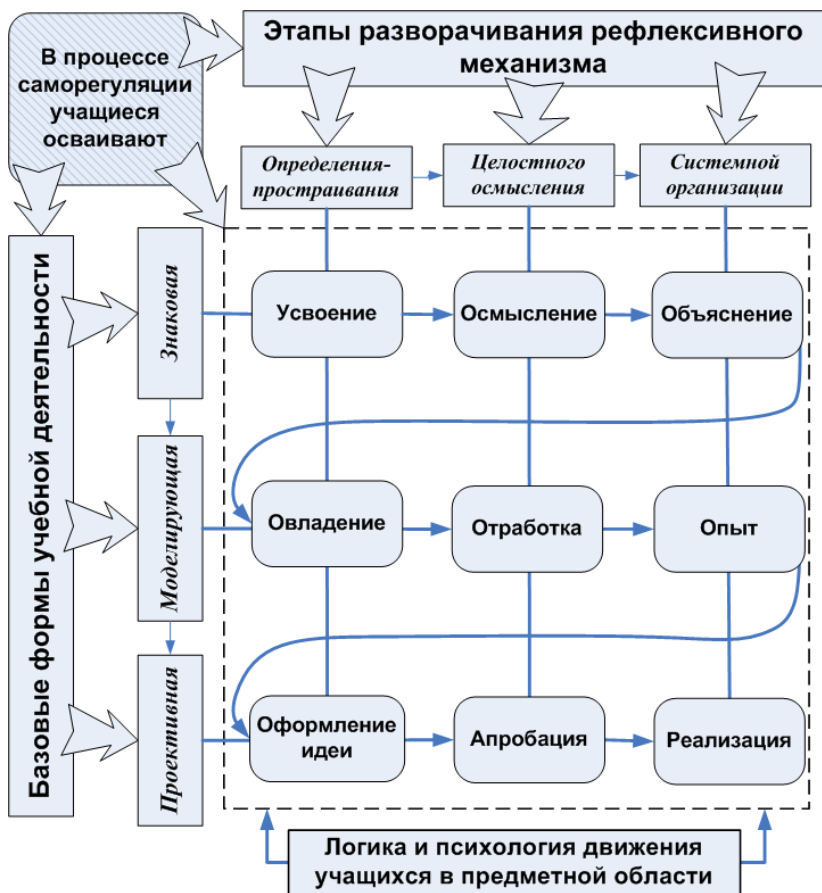 В процессе
саморегуляции
учащиеся
осваивают
Этапы разворачивания рефлексивного
механизма
Определения-
простраивания
Целостного
осмысления
Системной
организации
Базовые формы учебной деятельности
Знаковая
Усвоение
Осмысление
Объяснение
Моделирующая
Овладение
Отработка
Опыт
Проективная
Оформление
идеи
Апробация
Реализация
Логика и психология движения
учащихся в предметной области